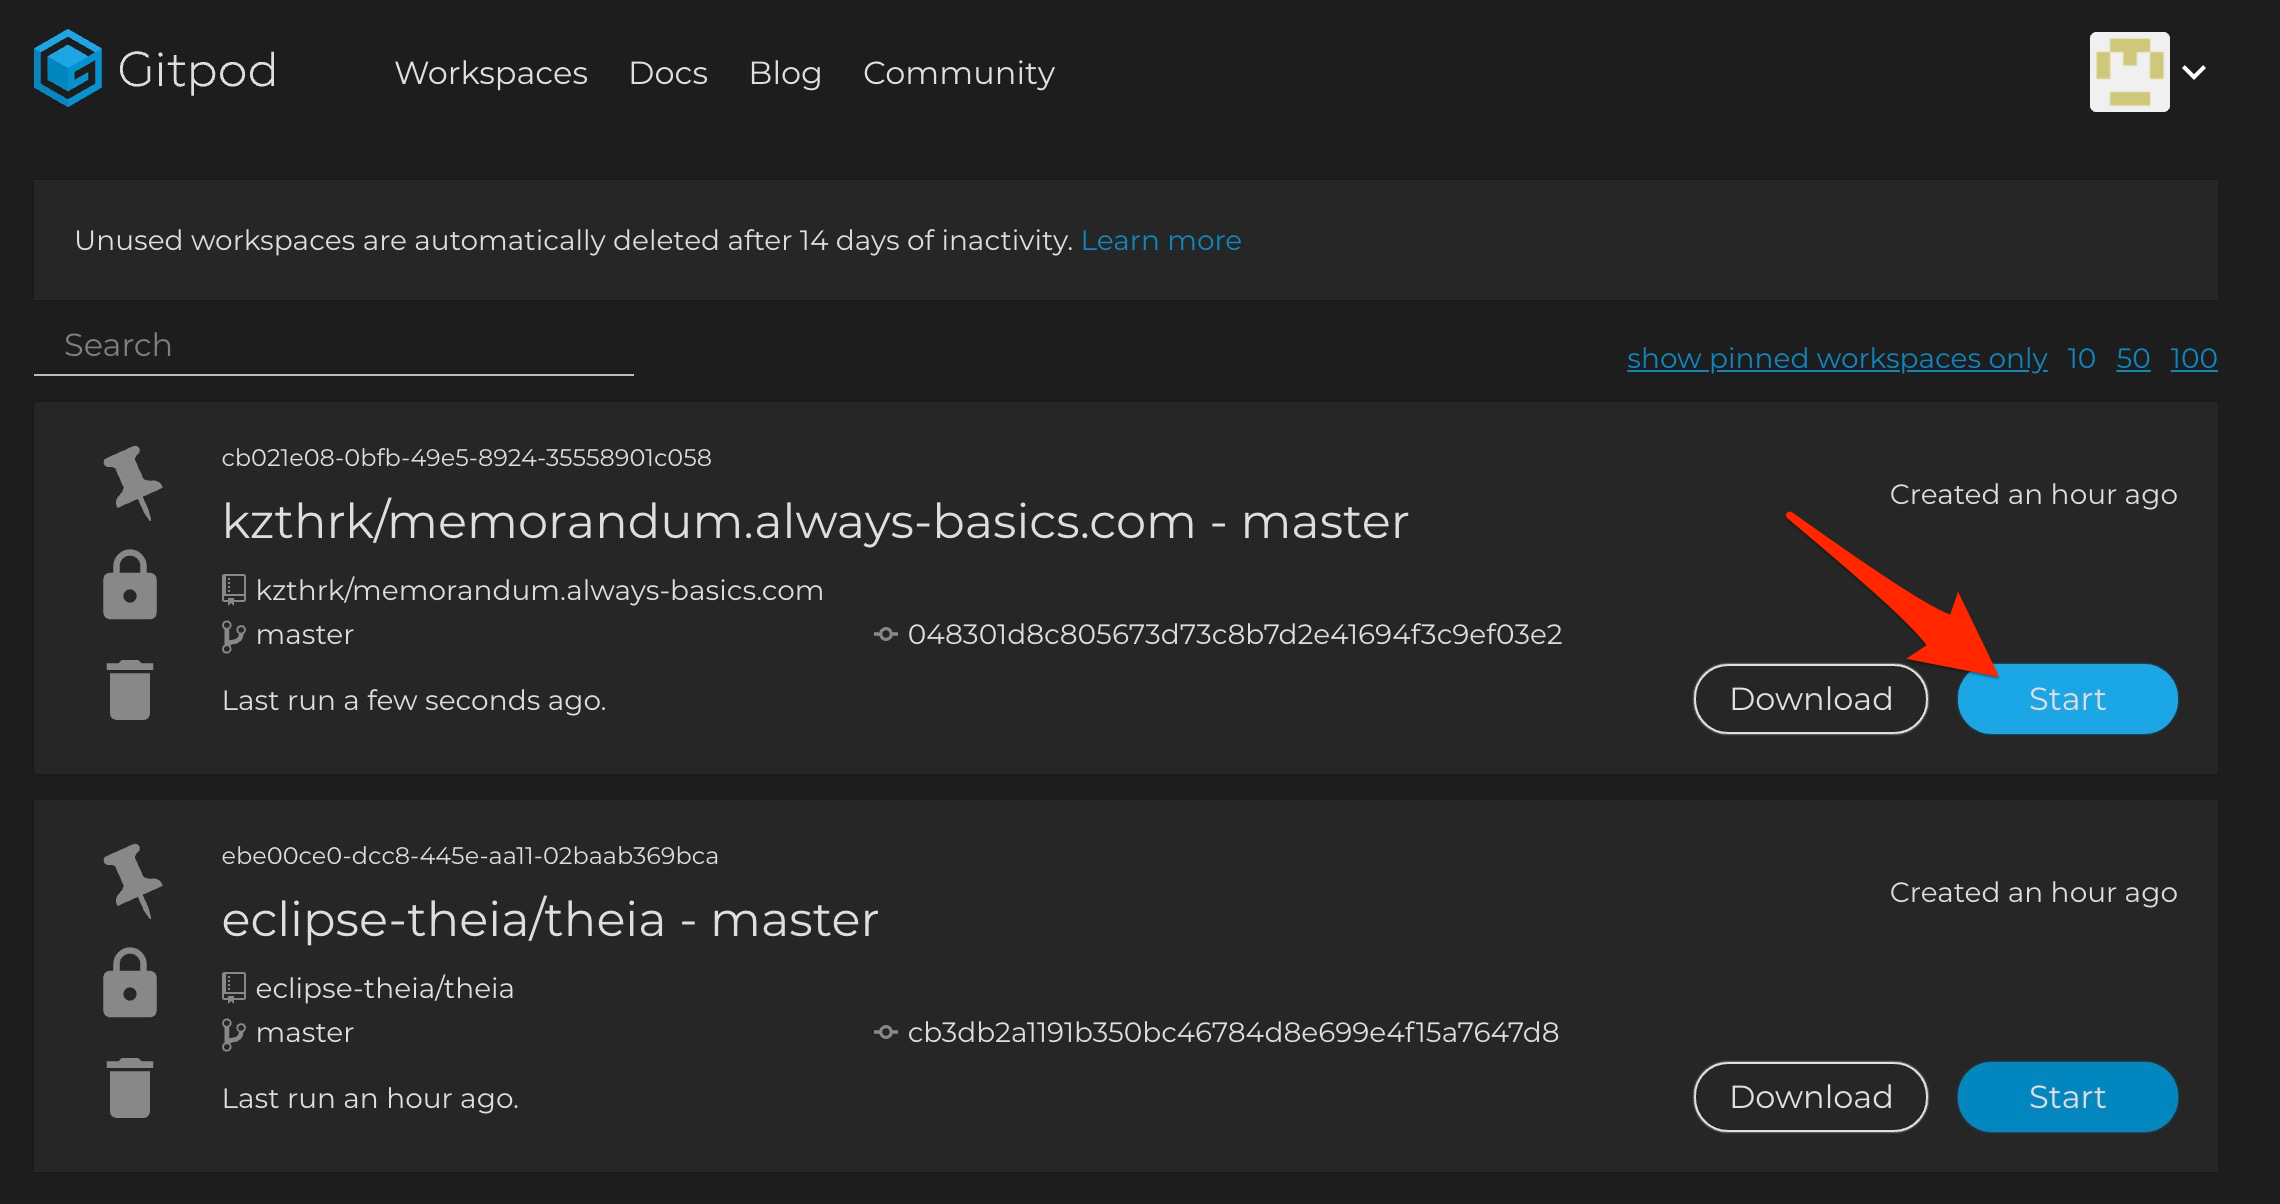 Gitpod
Workspaces Docs Blog Community
Unused workspaces are automatically deleted after 14 days of inactivity. Learn more
Search
show pinned workspaces only 10 50 100
cb021e08-0bfb-49e5-8924-35558901c058
Created an hour ago
kzthrk/memorandum.always-basics.com - master
kzthrk/memorandum.always-basics.com
master 048301d8c805673d73c8b7d2e41694f3c9ef03e2
Last run a few seconds ago.
Download Start
ebe00ce0-dcc8-445e-aa11-02baab369bca
Created an hour ago
eclipse-theia/theia - master
eclipse-theia/theia
master cb3db2a1191b350bc46784d8e699e4f15a7647d8
Last run an hour ago.
Download Start